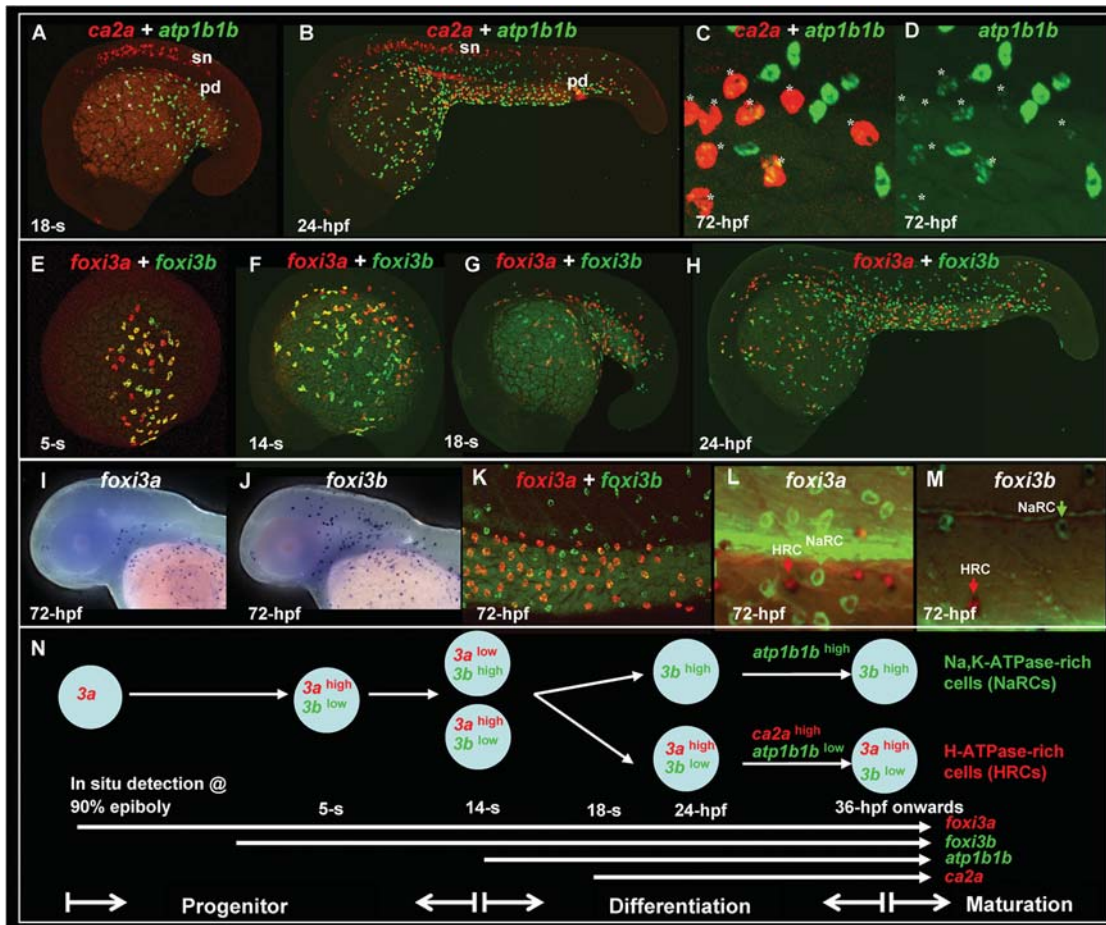 A
ca2a + atp1b1b
sn
pd
18-s
B
ca2a + atp1b1b
sn
pd
24-hpf
C
ca2a + atp1b1b
* * * * * * * * *
72-hpf
D
atp1b1b
* * * * * * * * *
72-hpf
E
foxi3a + foxi3b
5-s
F
foxi3a + foxi3b
14-s
G
foxi3a + foxi3b
18-s
H
foxi3a + foxi3b
24-hpf
I
foxi3a
72-hpf
J
foxi3b
72-hpf
K
foxi3a + foxi3b
72-hpf
L
foxi3a
NaRC
HRC
72-hpf
M
foxi3b
NaRC
HRC
72-hpf
N
3a
3a high
3b low
3a low
3b high
3a high
3b low
3b high
atp1b1b high
3b high
Na,K-ATPase-rich
cells (NaRCs)
3a high
3b low
ca2a high
atp1b1b low
3a high
3b low
H-ATPase-rich
cells (HRCs)
In situ detection @
90% epiboly
5-s
14-s
18-s
24-hpf
36-hpf onwards
foxi3a
foxi3b
atp1b1b
ca2a
Progenitor
Differentiation
Maturation